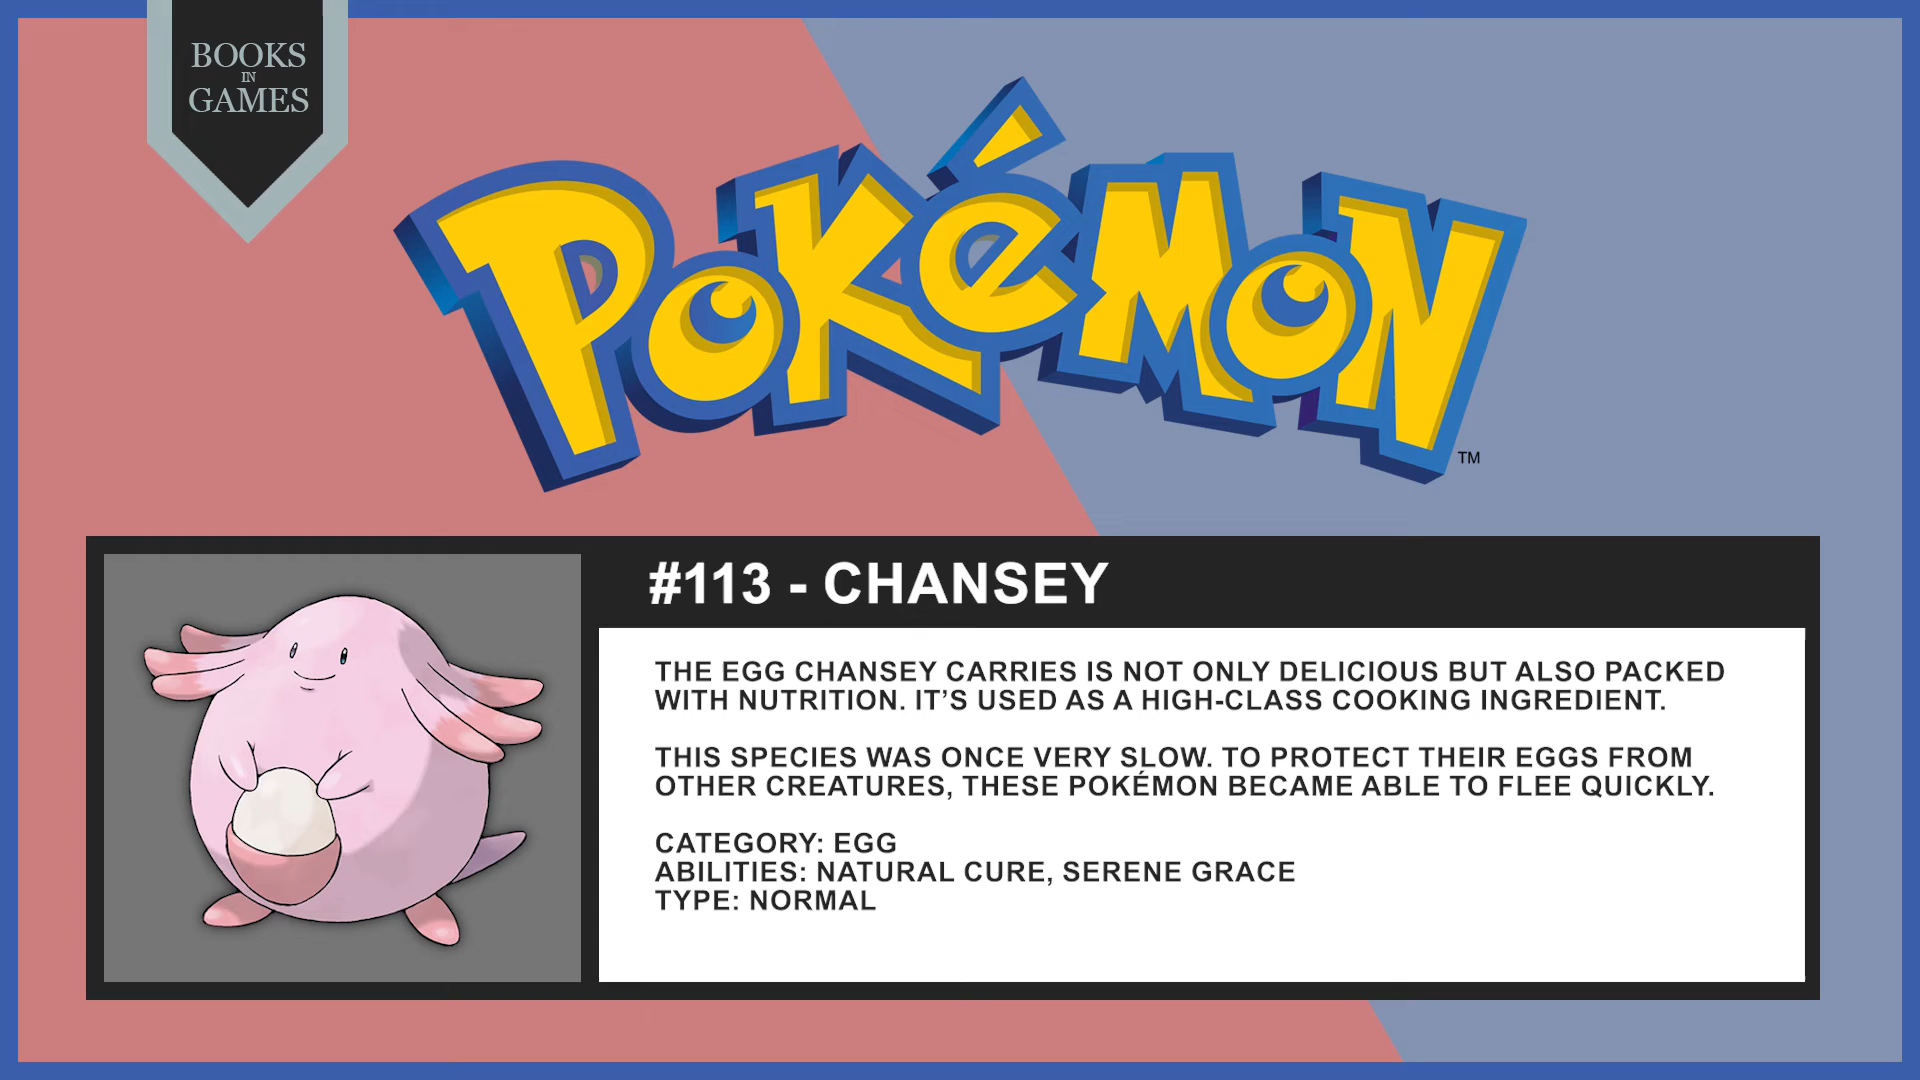 BOOKS
IN
GAMES
POKéMON
TM
#113 - CHANSEY
THE EGG CHANSEY CARRIES IS NOT ONLY DELICIOUS BUT ALSO PACKED
WITH NUTRITION. IT’S USED AS A HIGH-CLASS COOKING INGREDIENT.
THIS SPECIES WAS ONCE VERY SLOW. TO PROTECT THEIR EGGS FROM
OTHER CREATURES, THESE POKÉMON BECAME ABLE TO FLEE QUICKLY.
CATEGORY: EGG
ABILITIES: NATURAL CURE, SERENE GRACE
TYPE: NORMAL